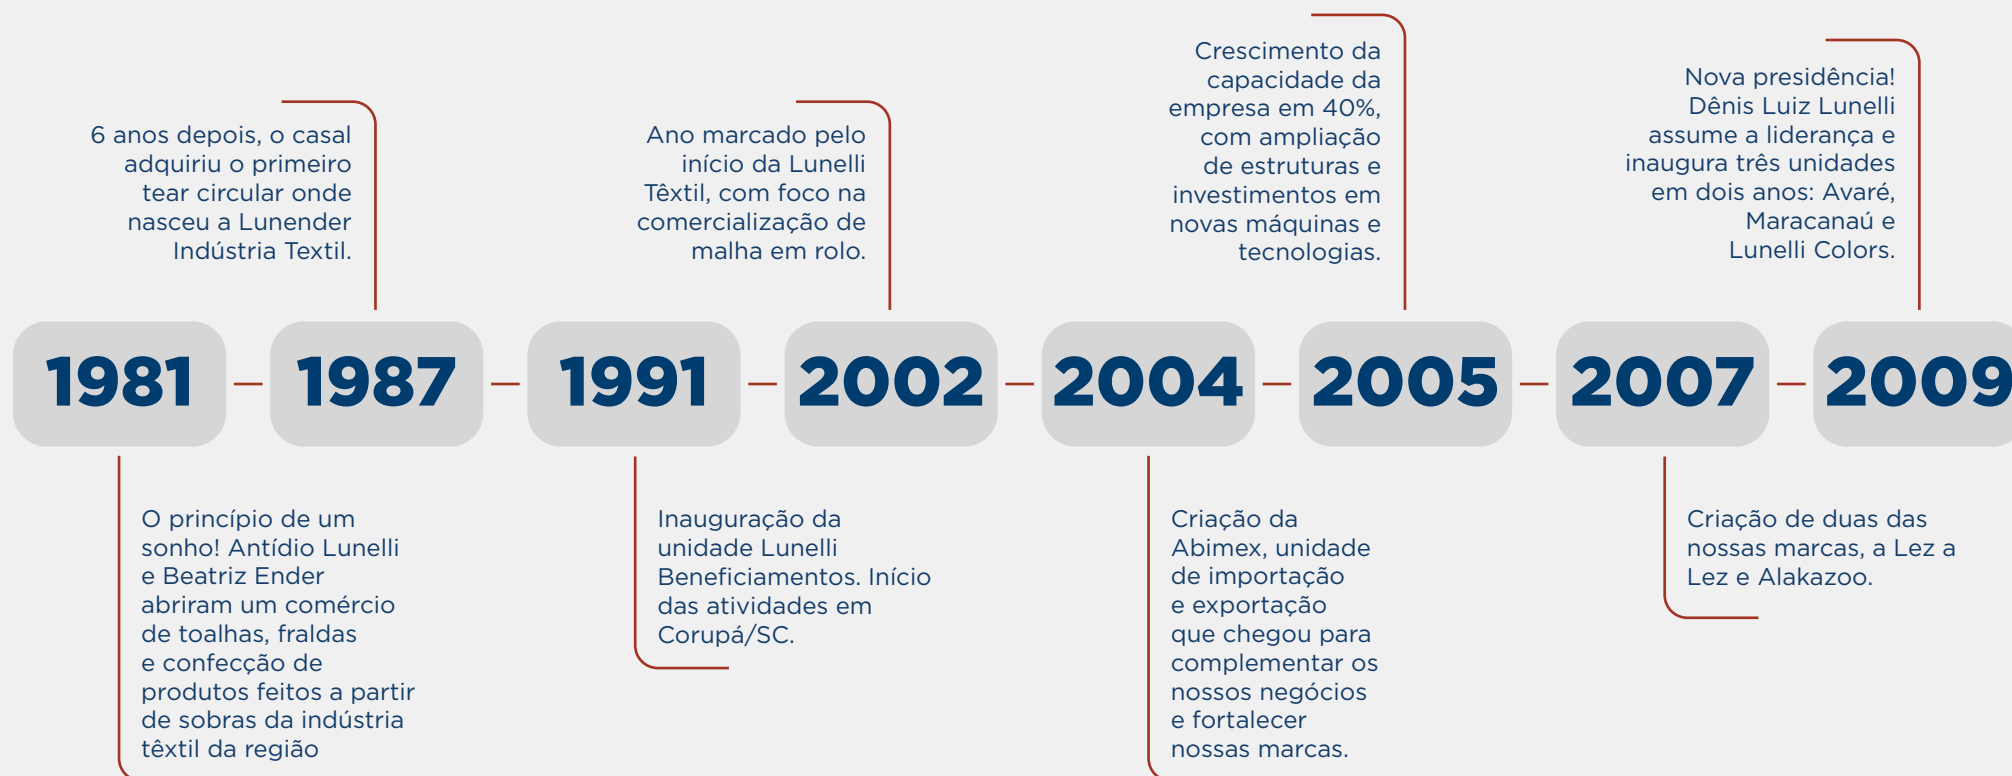 6 anos depois, o casal
adquiriu o primeiro
tear circular onde
nasceu a Lunender
Indústria Textil.
Ano marcado pelo
início da Lunelli
Têxtil, com foco na
comercialização de
malha em rolo.
Crescimento da
capacidade da
empresa em 40%,
com ampliação
de estruturas e
investimentos em
novas máquinas e
tecnologias.
Nova presidência!
Dênis Luiz Lunelli
assume a liderança e
inaugura três unidades
em dois anos: Avaré,
Maracanaú e
Lunelli Colors.
1981 – 1987 – 1991 – 2002 – 2004 – 2005 – 2007 – 2009
O princípio de um
sonho! Antídio Lunelli
e Beatriz Ender
abriram um comércio
de toalhas, fraldas
e confecção de
produtos feitos a partir
de sobras da indústria
têxtil da região
Inauguração da
unidade Lunelli
Beneficiamentos. Início
das atividades em
Corupá/SC.
Criação da
Abimex, unidade
de importação
e exportação
que chegou para
complementar os
nossos negócios
e fortalecer
nossas marcas.
Criação de duas das
nossas marcas, a Lez a
Lez e Alakazoo.